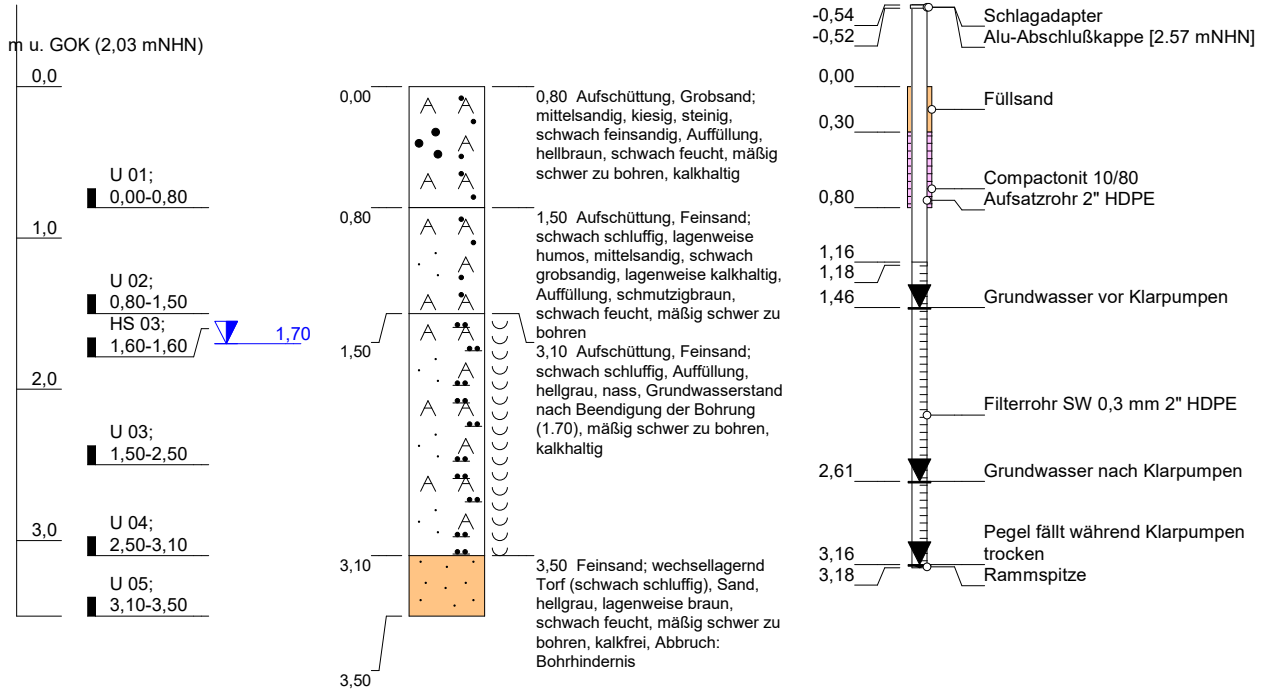 m u. GOK (2,03 mNHN)
0,0
1,0
2,0
3,0
U 01;
0,00-0,80
U 02;
0,80-1,50
HS 03;
1,60-1,60
U 03;
1,50-2,50
U 04;
2,50-3,10
U 05;
3,10-3,50
1,70
0,00
0,80
1,50
3,10
3,50
0,80 Aufschüttung, Grobsand;
mittelsandig, kiesig, steinig,
schwach feinsandig, Auffüllung,
hellbraun, schwach feucht, mäßig
schwer zu bohren, kalkhaltig
1,50 Aufschüttung, Feinsand;
schwach schluffig, lagenweise
humos, mittelsandig, schwach
grobsandig, lagenweise kalkhaltig,
Auffüllung, schmutzigbraun,
schwach feucht, mäßig schwer zu
bohren
3,10 Aufschüttung, Feinsand;
schwach schluffig, Auffüllung,
hellgrau, nass, Grundwasserstand
nach Beendigung der Bohrung
(1.70), mäßig schwer zu bohren,
kalkhaltig
3,50 Feinsand; wechsellagernd
Torf (schwach schluffig), Sand,
hellgrau, lagenweise braun,
schwach feucht, mäßig schwer zu
bohren, kalkfrei, Abbruch:
Bohrhindernis
-0,54
-0,52
0,00
0,30
0,80
1,16
1,18
1,46
2,61
3,16
3,18
Schlagadapter
Alu-Abschlußkappe [2.57 mNHN]
Füllsand
Compactonit 10/80
Aufsatzrohr 2" HDPE
Grundwasser vor Klarpumpen
Filterrohr SW 0,3 mm 2" HDPE
Grundwasser nach Klarpumpen
Pegel fällt während Klarpumpen
trocken
Rammspitze